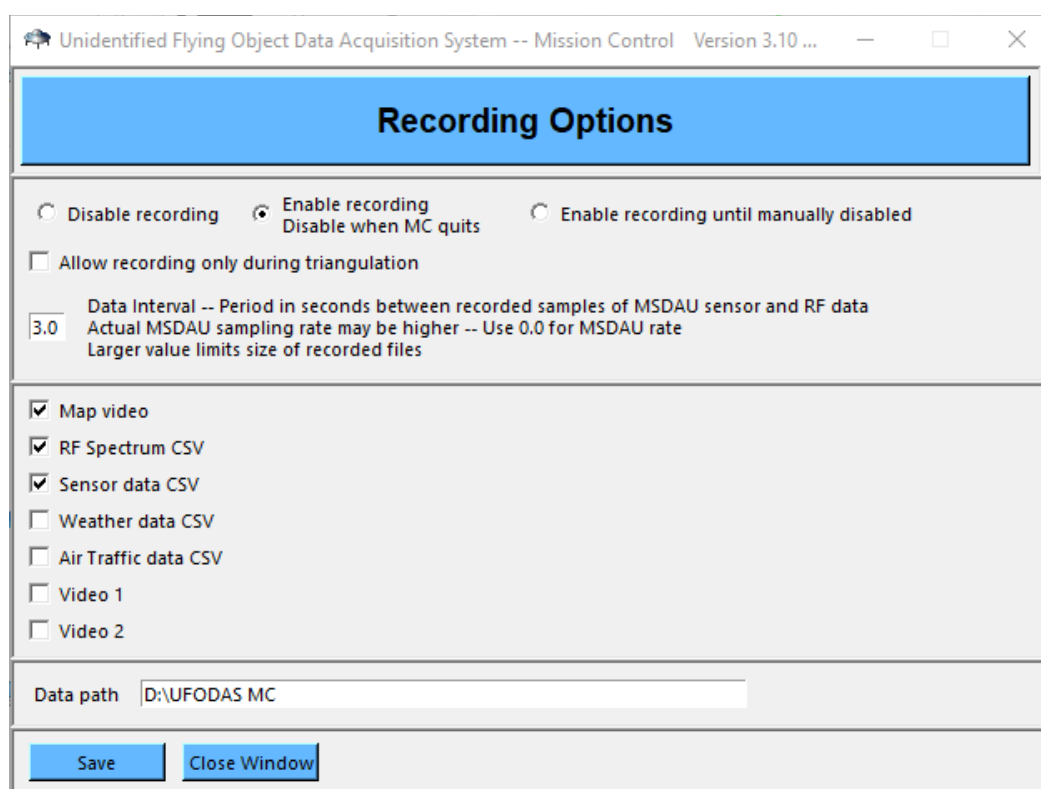 Unidentified Flying Object Data Acquisition System -- Mission Control Version 3.10 ...
Recording Options
Disable recording
Enable recording
Disable when MC quits
Enable recording until manually disabled
Allow recording only during triangulation
3.0
Data Interval -- Period in seconds between recorded samples of MSDAU sensor and RF data
Actual MSDAU sampling rate may be higher -- Use 0.0 for MSDAU rate
Larger value limits size of recorded files
Map video
RF Spectrum CSV
Sensor data CSV
Weather data CSV
Air Traffic data CSV
Video 1
Video 2
Data path D:\UFODAS MC
Save Close Window